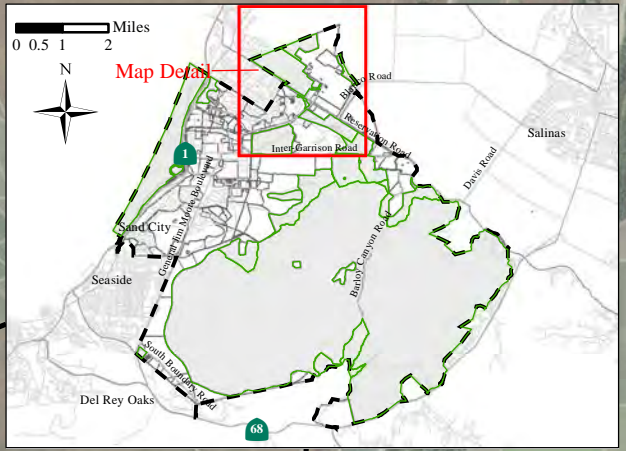 Miles
0 0.5 1 2
N
Map Detail
Blanco Road
Reservation Road
Salinas
Inter-Garrison Road
1
Davis Road
General Jim Moore Boulevard
Sand City
Barloy Canyon Road
Seaside
South Boundary Road
Del Rey Oaks
68